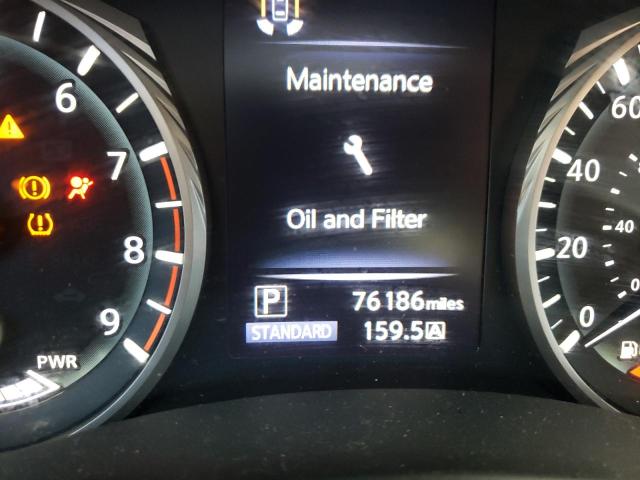 Maintenance
Oil and Filter
P 76186 miles
STANDARD 159.5 A
6
7
8
9
PWR
60
40
20
0
40
0